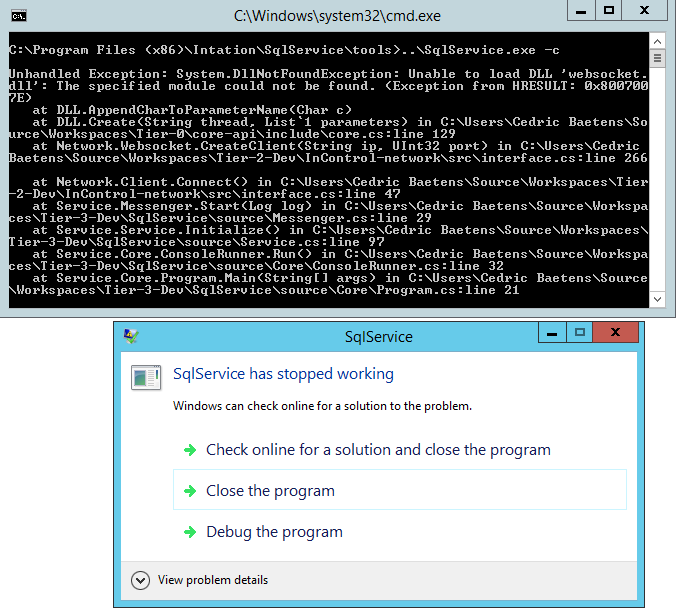 C:\Windows\system32\cmd.exe
C:\Program Files (x86)\Intation\SqlService\tools>..\SqlService.exe -c
Unhandled Exception: System.DllNotFoundException: Unable to load DLL 'websocket.
dll': The specified module could not be found. (Exception from HRESULT: 0x800700
7E)
at DLL.AppendCharToParameterName(Char c)
at DLL.Create(String thread, List`1 parameters) in C:\Users\Cedric Baetens\So
urce\Workspaces\Tier-0\core-api\include\core.cs:line 129
at Network.Websocket.CreateClient(String ip, UInt32 port) in C:\Users\Cedric
Baetens\Source\Workspaces\Tier-2-Dev\InControl-network\src\interface.cs:line 266
at Network.Client.Connect() in C:\Users\Cedric Baetens\Source\Workspaces\Tier
-2-Dev\InControl-network\src\interface.cs:line 47
at Service.Messenger.Start(Log log) in C:\Users\Cedric Baetens\Source\Workspa
ces\Tier-3-Dev\SqlService\source\Messenger.cs:line 29
at Service.Service.Initialize() in C:\Users\Cedric Baetens\Source\Workspaces\
Tier-3-Dev\SqlService\source\Service.cs:line 97
at Service.Core.ConsoleRunner.Run() in C:\Users\Cedric Baetens\Source\Workspa
ces\Tier-3-Dev\SqlService\source\Core\ConsoleRunner.cs:line 32
at Service.Core.Program.Main(String[] args) in C:\Users\Cedric Baetens\Source
\Workspaces\Tier-3-Dev\SqlService\source\Core\Program.cs:line 21
SqlService
SqlService has stopped working
Windows can check online for a solution to the problem.
Check online for a solution and close the program
Close the program
Debug the program
View problem details